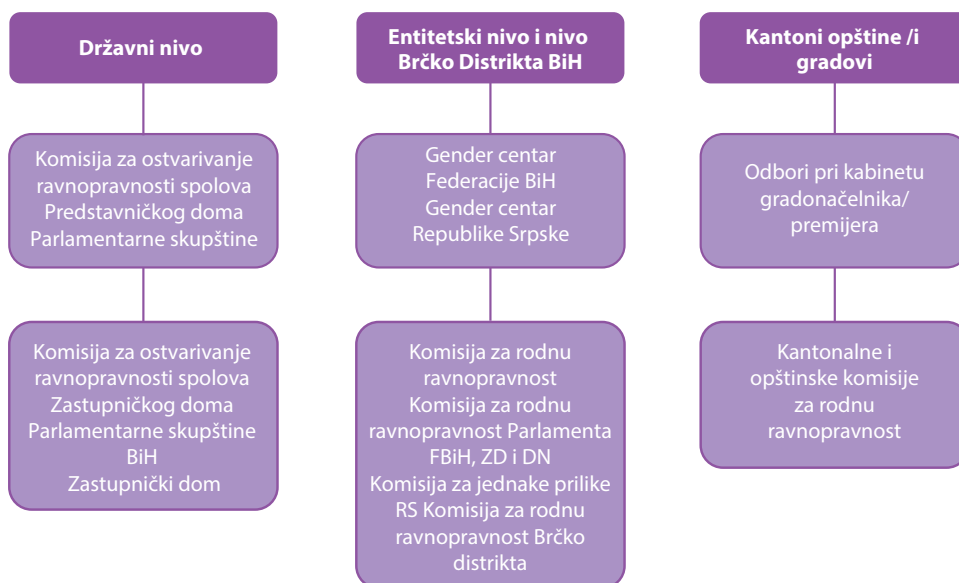 Državni nivo
Komisija za ostvarivanje
ravnopravnosti spolova
Predstavničkog doma
Parlamentarne skupštine
Komisija za ostvarivanje
ravnopravnosti spolova
Zastupničkog doma
Parlamentarne skupštine
BiH
Zastupnički dom
Entitetski nivo i nivo
Brčko Distrikta BiH
Gender centar
Federacije BiH
Gender centar
Republike Srpske
Komisija za rodnu
ravnopravnost
Komisija za rodnu
ravnopravnost Parlamenta
FBiH, ZD i DN
Komisija za jednake prilike
RS Komisija za rodnu
ravnopravnost Brčko
distrikta
Kantoni opštine /i
gradovi
Odbori pri kabinetu
gradonačelnika/
premijera
Kantonalne i
opštinske komisije
za rodnu
ravnopravnost